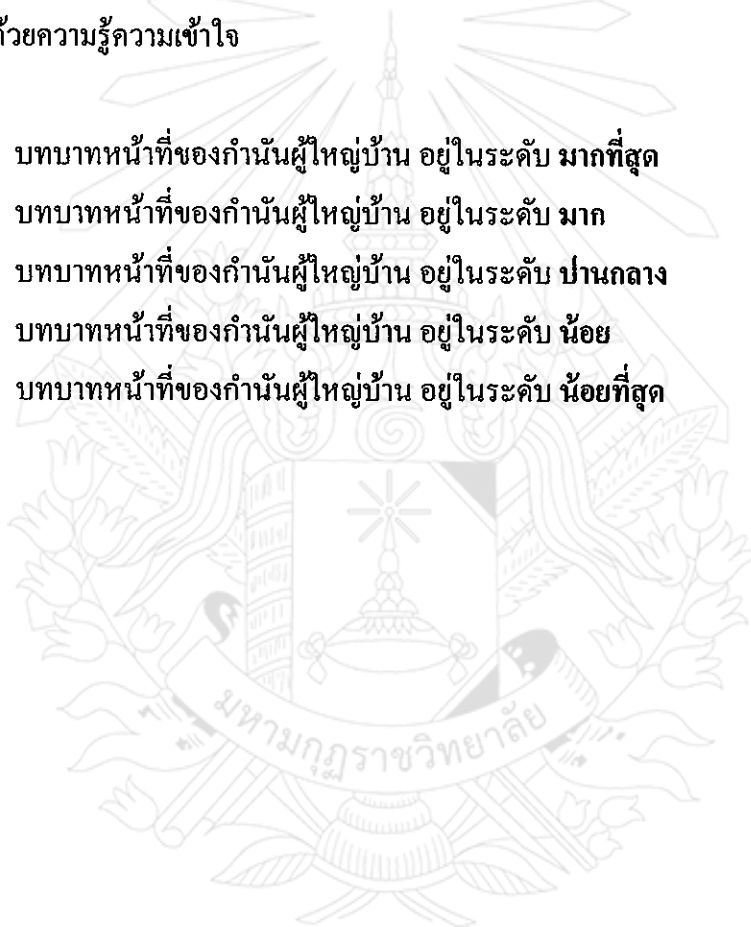 ด้วยความรู้ความเข้าใจ
บทบาทหน้าที่ของกำนันผู้ใหญ่บ้าน อยู่ในระดับ มากที่สุด
บทบาทหน้าที่ของกำนันผู้ใหญ่บ้าน อยู่ในระดับ มาก
บทบาทหน้าที่ของกำนันผู้ใหญ่บ้าน อยู่ในระดับ ปานกลาง
บทบาทหน้าที่ของกำนันผู้ใหญ่บ้าน อยู่ในระดับ น้อย
บทบาทหน้าที่ของกำนันผู้ใหญ่บ้าน อยู่ในระดับ น้อยที่สุด
มหามกุฏราชวิทยาลัย